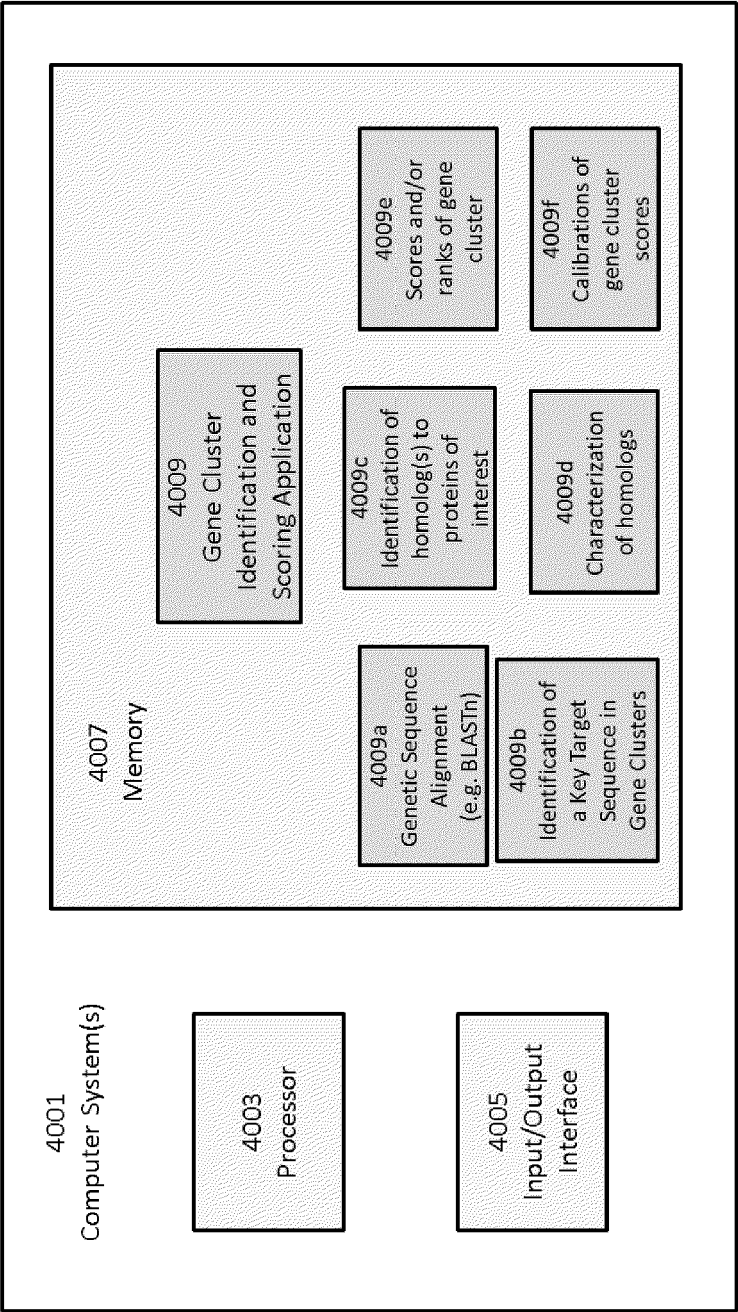 4001
Computer System(s)
4003
Processor
4005
Input/Output
Interface
4007
Memory
4009
Gene Cluster
Identification and
Scoring Application
4009a
Genetic Sequence
Alignment
(e.g. BLASTn)
4009b
Identification of
a Key Target
Sequence in
Gene Clusters
4009c
Identification of
homolog(s) to
proteins of
interest
4009d
Characterization
of homologs
4009e
Scores and/or
ranks of gene
cluster
4009f
Calibrations of
gene cluster
scores